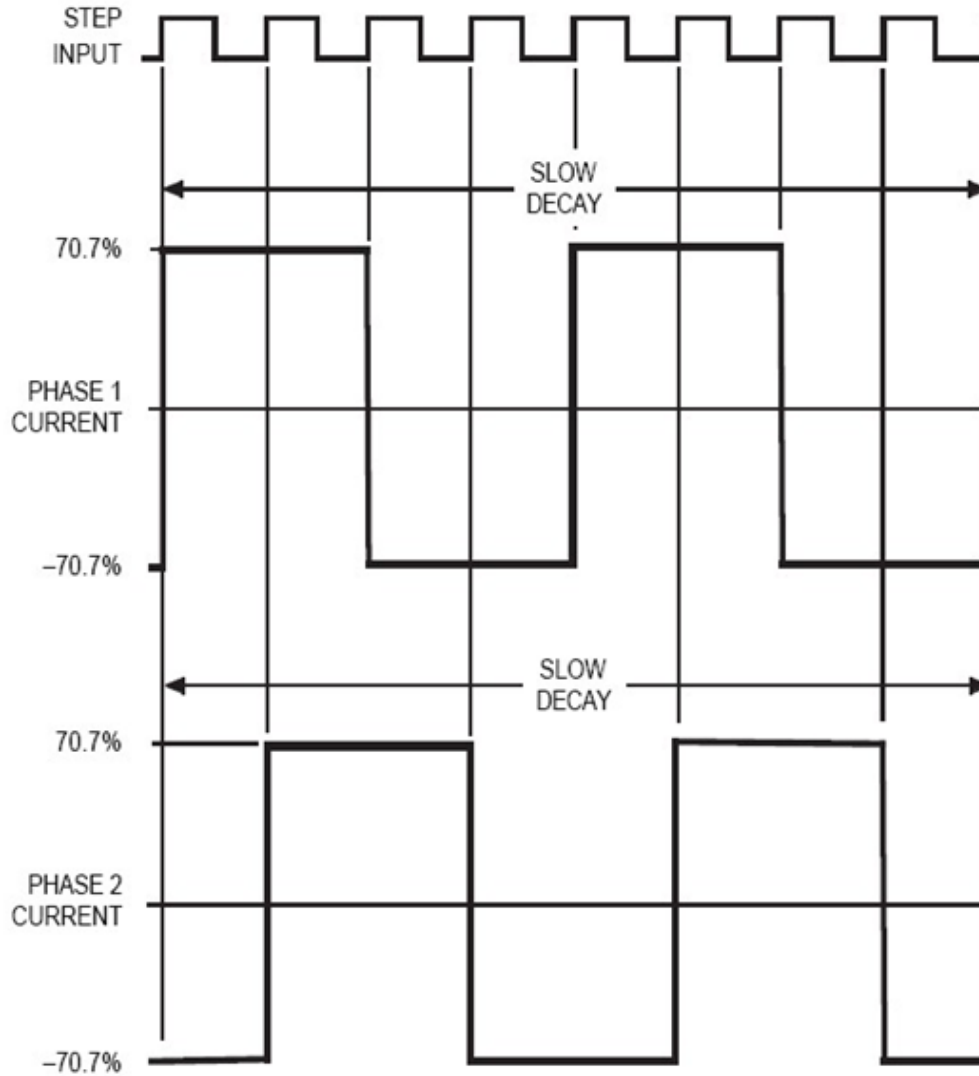 STEP
INPUT
SLOW
DECAY
70.7%
PHASE 1
CURRENT
–70.7%
SLOW
DECAY
70.7%
PHASE 2
CURRENT
–70.7%